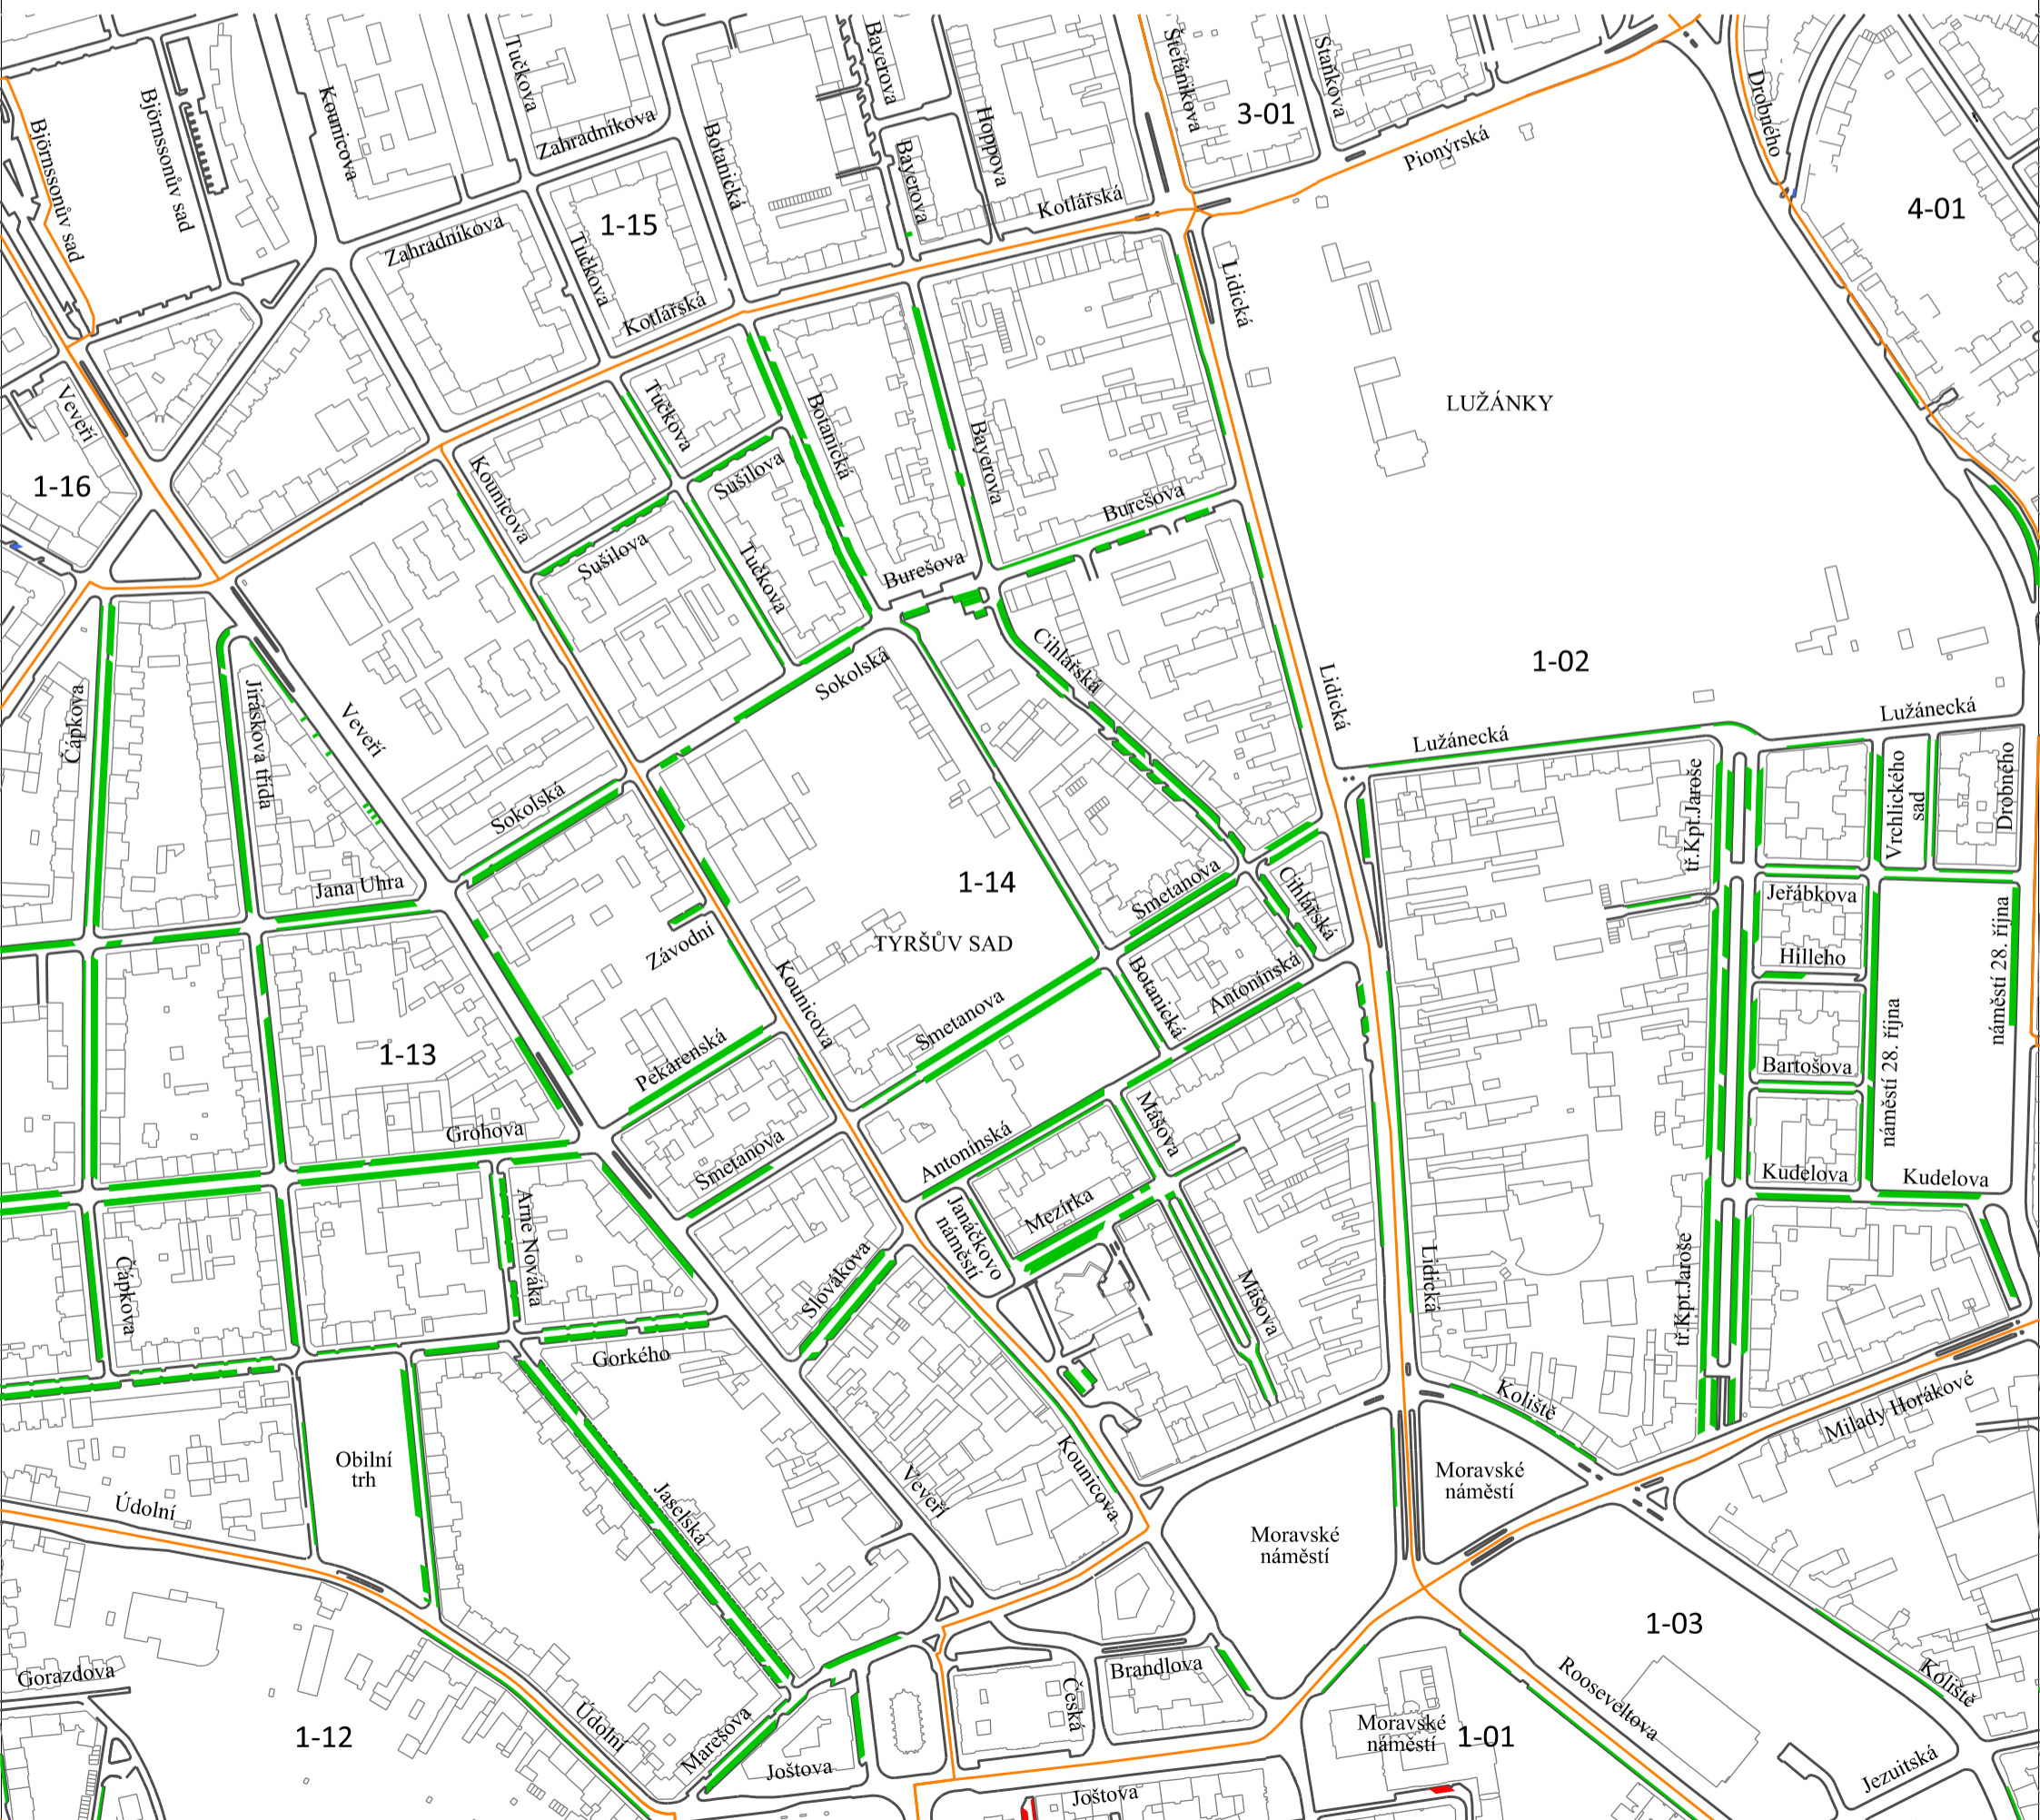 Björnssonův sad
Björnssonův sad
Kounicova
Tučkova
Zahradníkova
Botanická
Bayerova
Bayerova
Hoppova
Kotlářská
Štefánikova
3-01
Staňkova
Pionýrská
Drobného
4-01
Zahradníkova
1-15
Tučkova
Kotlářská
Lidická
Veveří
1-16
Kounicova
Tučkova
Sušilova
Botanická
Bayerova
Burešova
LUŽÁNKY
Sušilova
Tučkova
Burešova
Cihlářská
Sokolská
Lidická
1-02
Lužánecká
Lužánecká
Čápkova
Jiráskova třída
Veveří
Sokolská
Jana Uhra
tř.Kpt.Jaroše
Vrchlického
sad
Drobného
1-14
Smetanova
Cihlářská
Jeřábkova
Závodní
TYRŠŮV SAD
Hilleho
náměstí 28. října
Kounicova
Botanická
Antonínská
Smetanova
1-13
Pekárenská
Bartošova
náměstí 28. října
Grohova
Mášova
Antonínská
Smetanova
Kudelova
Kudelova
Arne Nováka
Mezírka
Janáčkovo
náměstí
Čápkova
Slovákova
Mášova
Lidická
tř.Kpt.Jaroše
Gorkého
Koliště
Milady Horákové
Obilní
trh
Údolní
Jaselská
Veveří
Kounicova
Moravské
náměstí
Moravské
náměstí
1-03
Gorazdova
1-12
Údolní
Marešova
Joštova
Česká
Brandlova
Moravské
náměstí
1-01
Rooseveltova
Koliště
Jezuitská
Joštova